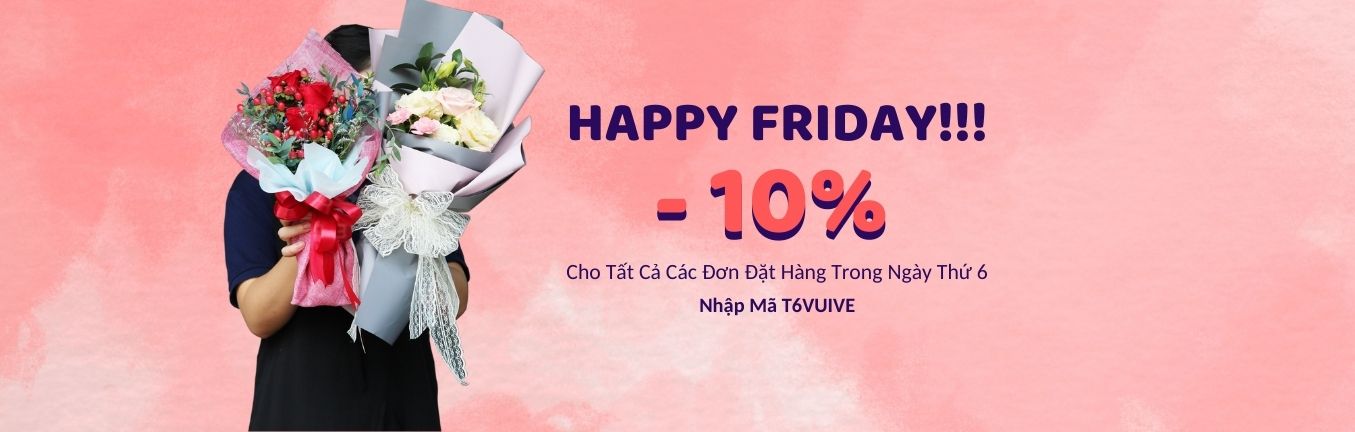 HAPPY FRIDAY!!!
- 10%
Cho Tất Cả Các Đơn Đặt Hàng Trong Ngày Thứ 6
Nhập Mã T6VUIVE